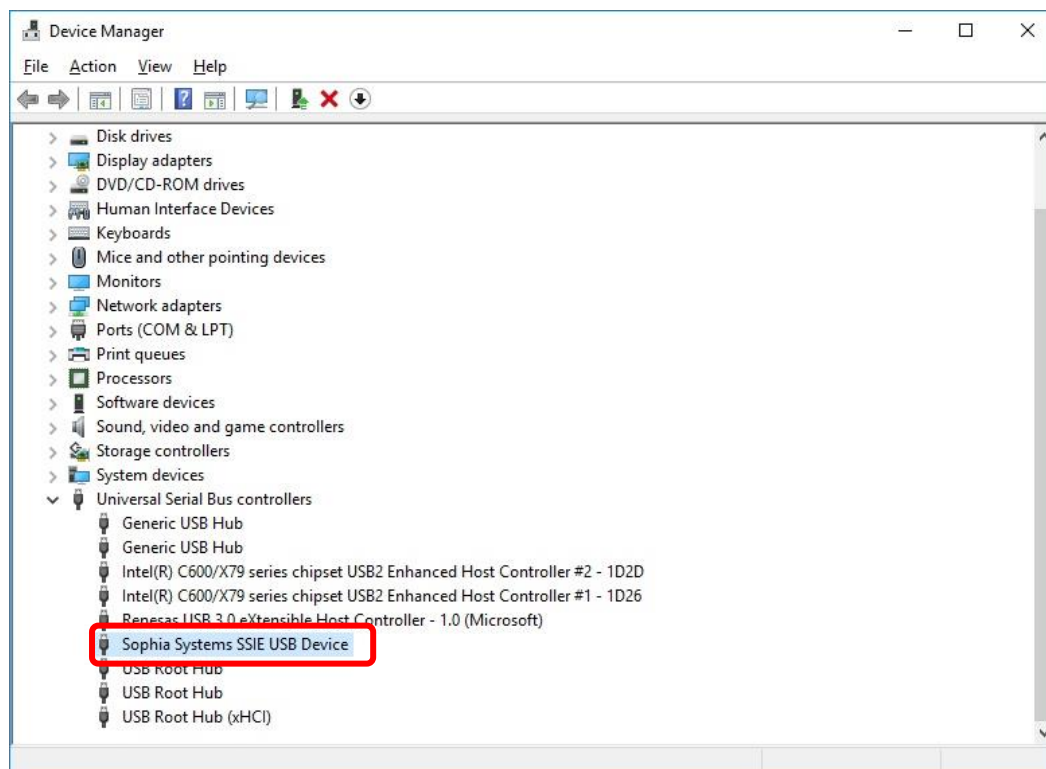 Device Manager
File Action View Help
Disk drives
Display adapters
DVD/CD-ROM drives
Human Interface Devices
Keyboards
Mice and other pointing devices
Monitors
Network adapters
Ports (COM & LPT)
Print queues
Processors
Software devices
Sound, video and game controllers
Storage controllers
System devices
Universal Serial Bus controllers
Generic USB Hub
Generic USB Hub
Intel(R) C600/X79 series chipset USB2 Enhanced Host Controller #2 - 1D2D
Intel(R) C600/X79 series chipset USB2 Enhanced Host Controller #1 - 1D26
Renesas USB 3.0 eXtensible Host Controller - 1.0 (Microsoft)
Sophia Systems SSIE USB Device
USB Root Hub
USB Root Hub
USB Root Hub (xHCI)